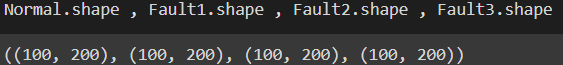 Normal.shape , Fault1.shape , Fault2.shape , Fault3.shape
((100, 200), (100, 200), (100, 200), (100, 200))